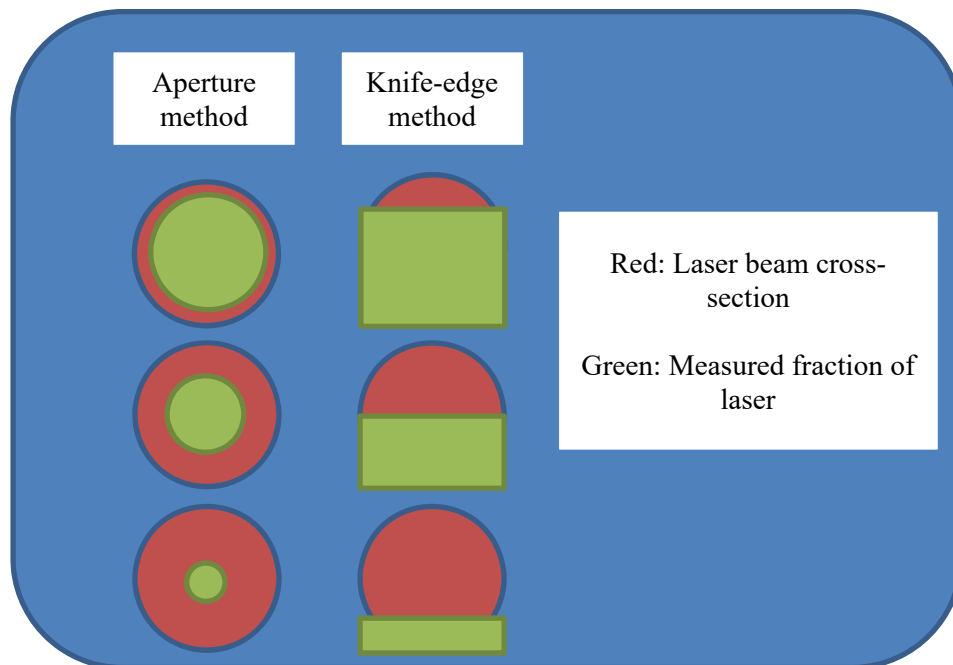 Aperture
method
Knife-edge
method
Red: Laser beam cross-
section
Green: Measured fraction of
laser